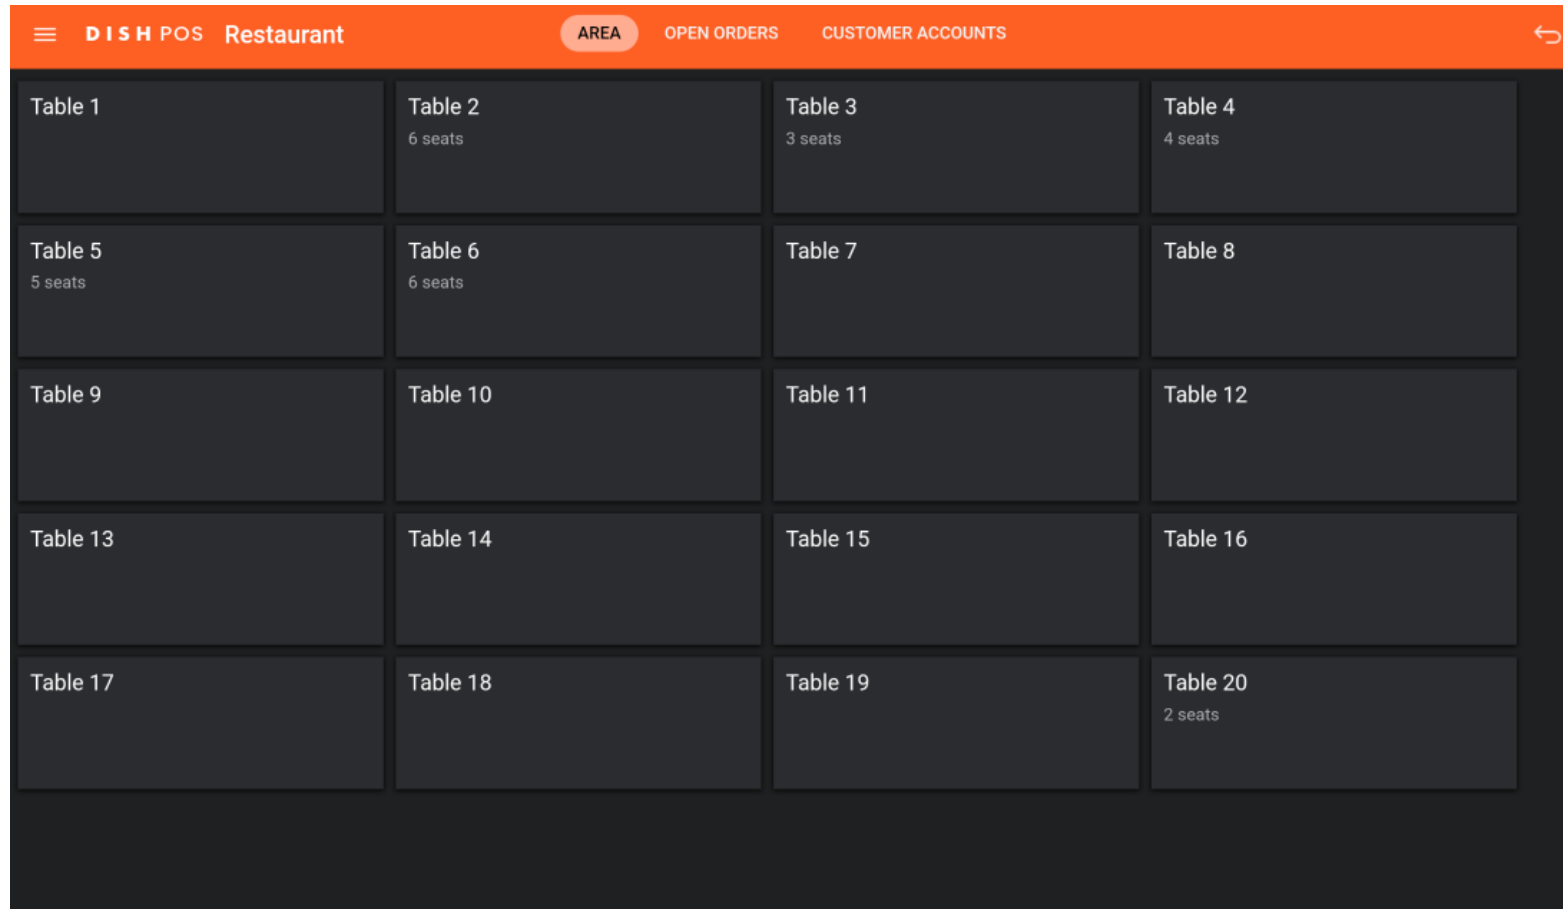 DISH POS Restaurant AREA OPEN ORDERS CUSTOMER ACCOUNTS
Table 1 Table 2 Table 3 Table 4
6 seats 3 seats 4 seats
Table 5 Table 6 Table 7 Table 8
5 seats 6 seats
Table 9 Table 10 Table 11 Table 12
Table 13 Table 14 Table 15 Table 16
Table 17 Table 18 Table 19 Table 20
2 seats